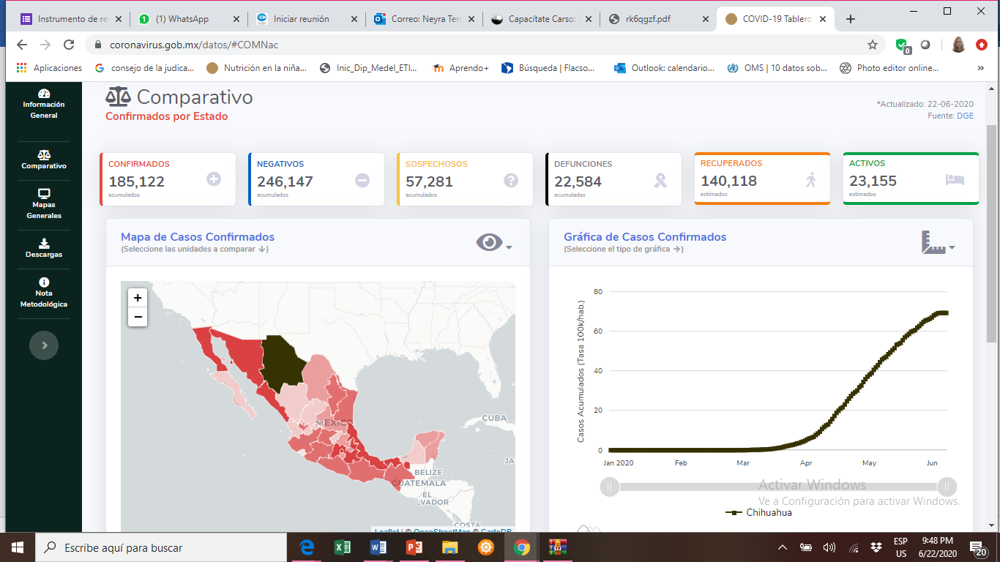 Instrumento de re
(1) WhatsApp
Iniciar reunión
Correo: Neyra Terr
Capacítate Carso:
rk6qgzf.pdf
COVID-19 Tablero
coronavirus.gob.mx/datos/#COMNac
0
Aplicaciones
consejo de la judica...
Nutrición en la niña...
Inic_Dip_Medel_ETI...
Aprendo+
Búsqueda | Flacso...
Outlook: calendario...
OMS | 10 datos sob...
Photo editor online...
»
Información
General
Comparativo
Mapas
Generales
Descargas
Nota
Metodológica
Comparativo
Confirmados por Estado
*Actualizado: 22-06-2020
Fuente: DGE
CONFIRMADOS
185,122
acumulados
NEGATIVOS
246,147
acumulados
SOSPECHOSOS
57,281
acumulados
DEFUNCIONES
22,584
acumuladas
RECUPERADOS
140,118
estimados
ACTIVOS
23,155
estimados
Mapa de Casos Confirmados
(Seleccione las unidades a comparar ↓)
+
−
MÉXICO
CUBA
JA
BELIZE
GUATEMALA
EL
.VADOR
COSTA
Leaflet | © OpenStreetMap © CartoDB
Gráfica de Casos Confirmados
(Seleccione el tipo de gráfica →)
Casos Acumulados (Tasa 100k/hab.)
80
60
40
20
0
Jan 2020
Feb
Mar
Apr
May
Jun
Activar Windows
Ve a Configuración para activar Windows.
Chihuahua
Escribe aquí para buscar
ESP
US
9:48 PM
6/22/2020
20